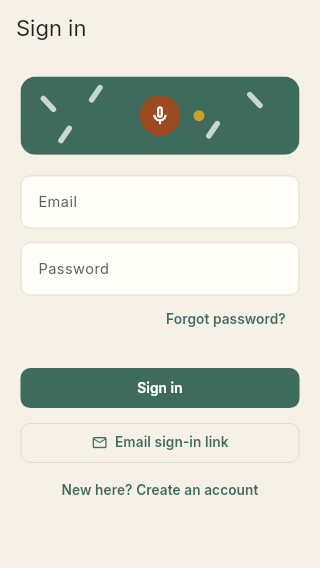 Sign in
Email
Password
Forgot password?
Sign in
Email sign-in link
New here? Create an account